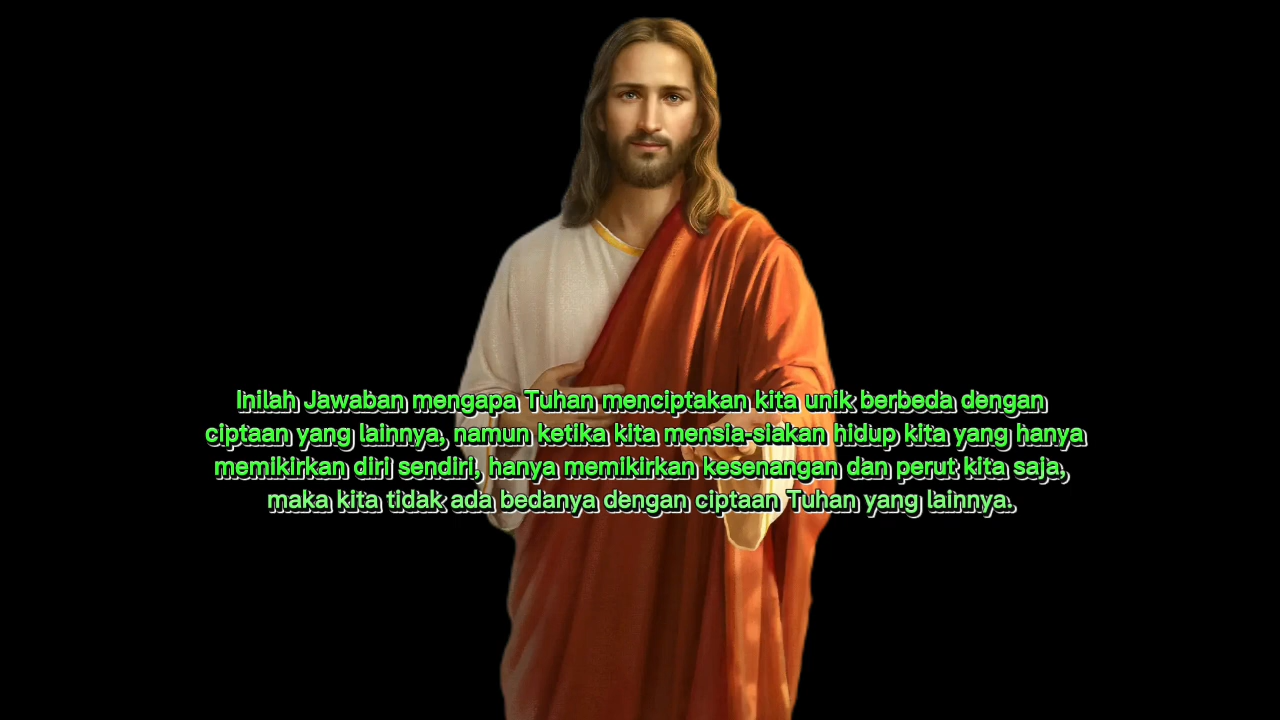 Inilah Jawaban mengapa Tuhan menciptakan kita unik berbeda dengan
ciptaan yang lainnya, namun ketika kita mensia-siakan hidup kita yang hanya
memikirkan diri sendiri, hanya memikirkan kesenangan dan perut kita saja,
maka kita tidak ada bedanya dengan ciptaan Tuhan yang lainnya.